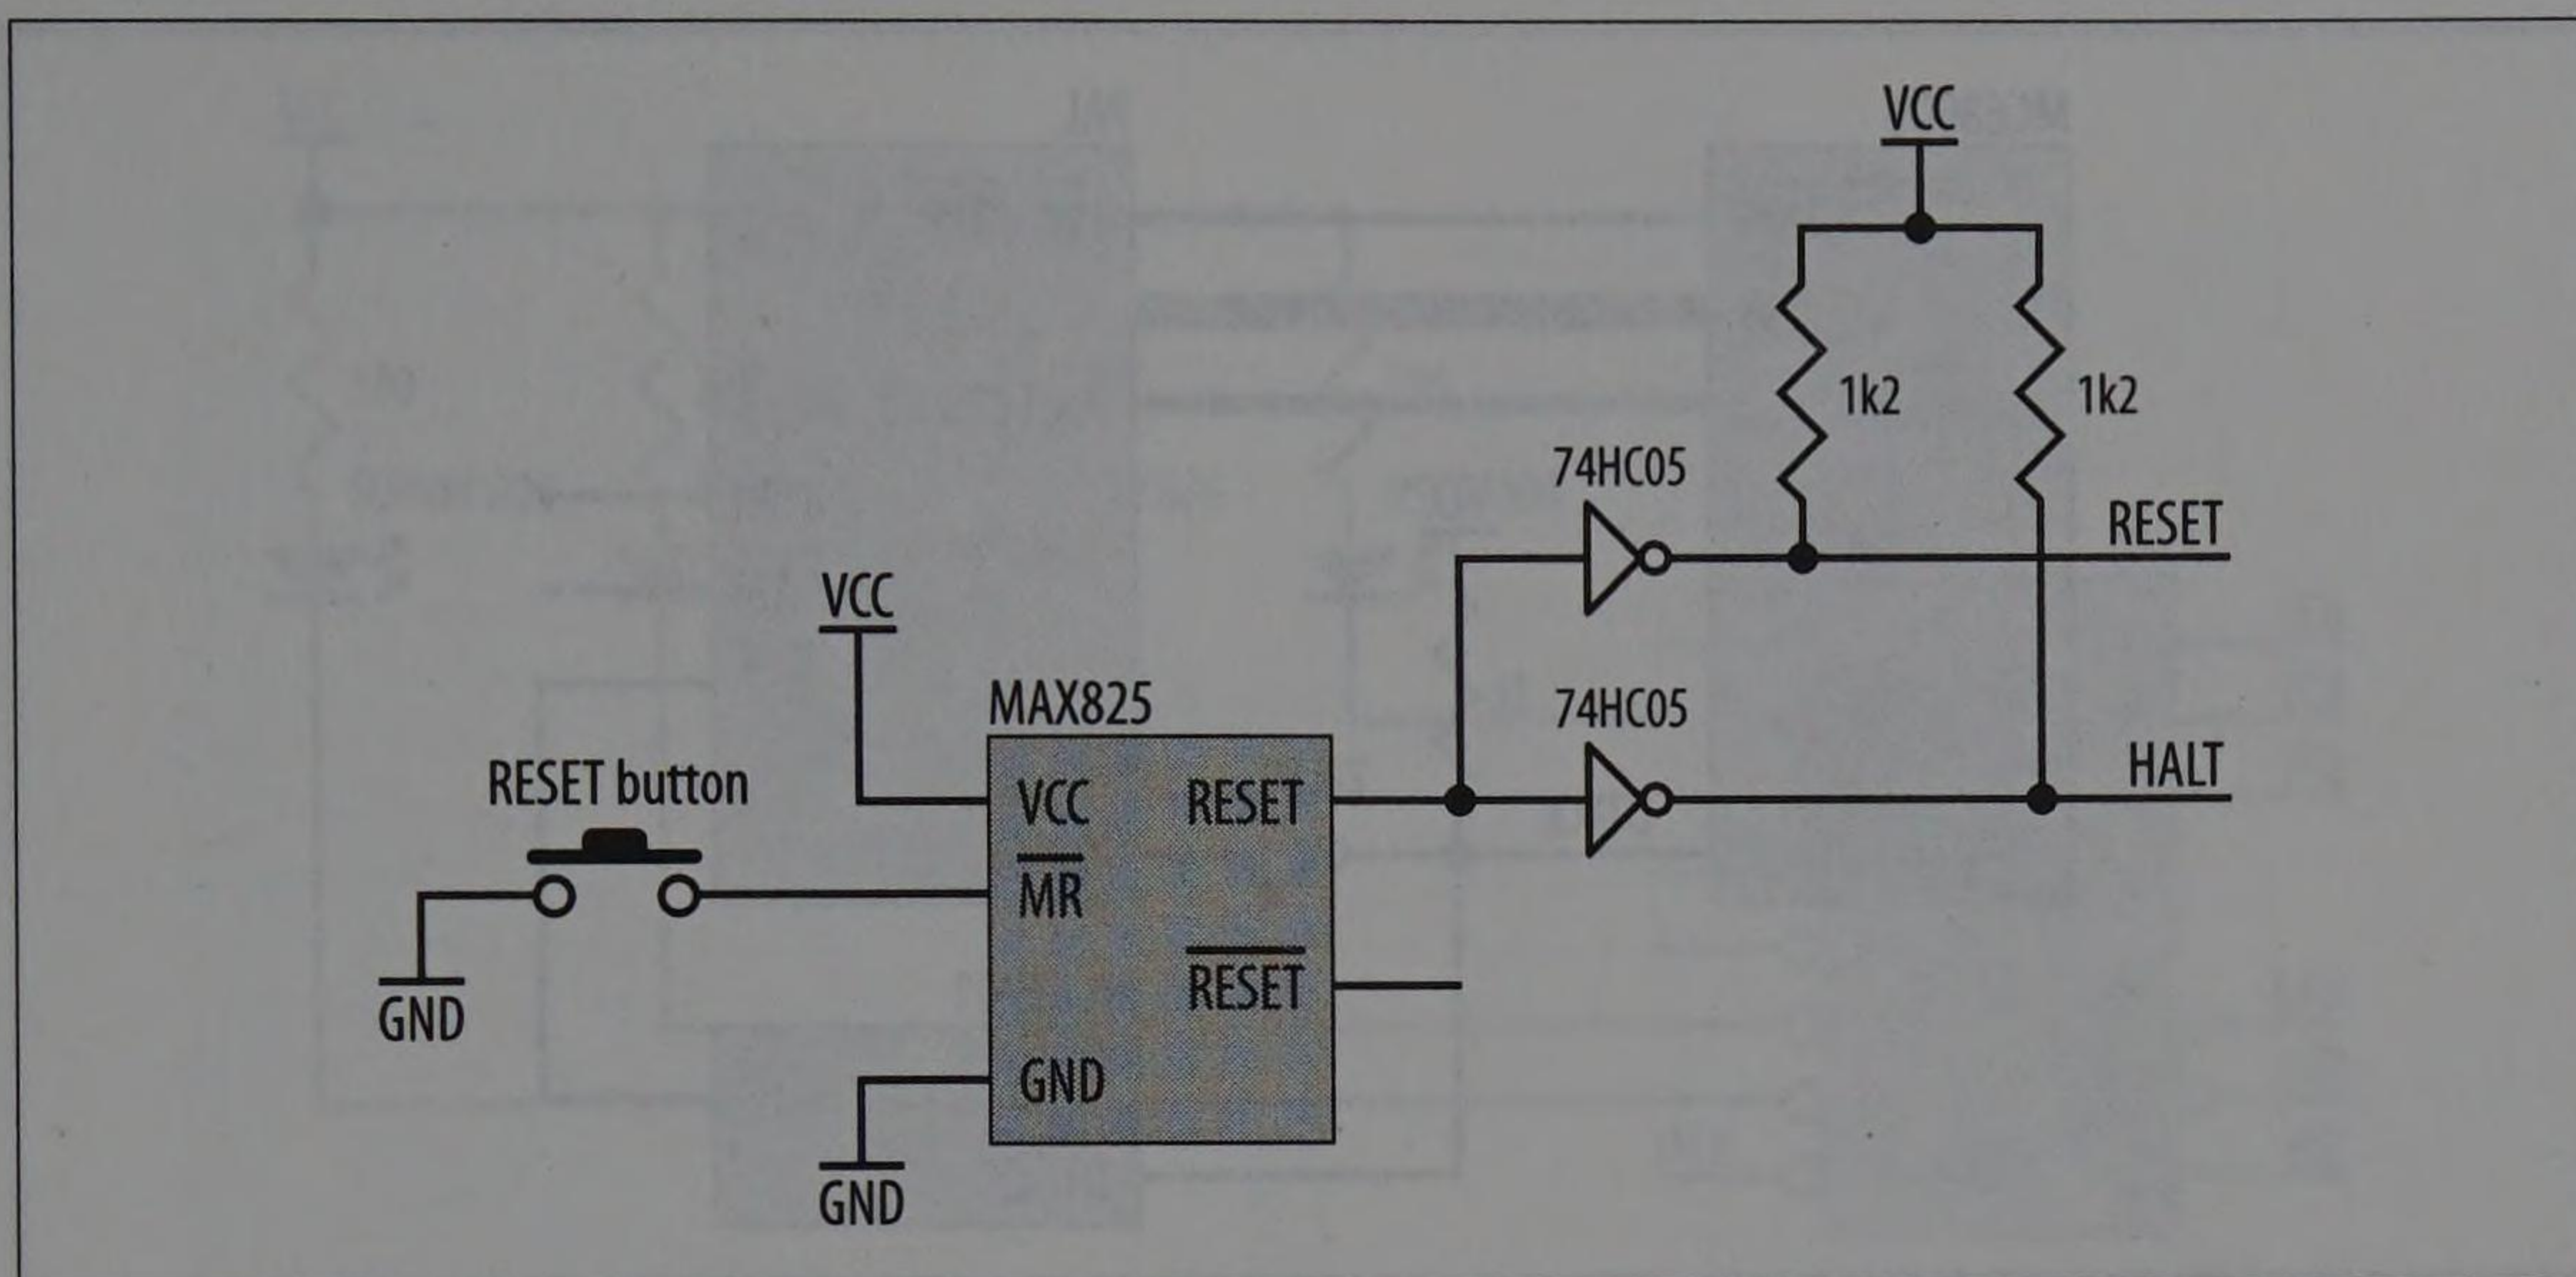 VCC
1k2
1k2
74HC05
RESET
VCC
MAX825
74HC05
RESET button
HALT
VCC
RESET
MR
RESET
GND
GND
GND